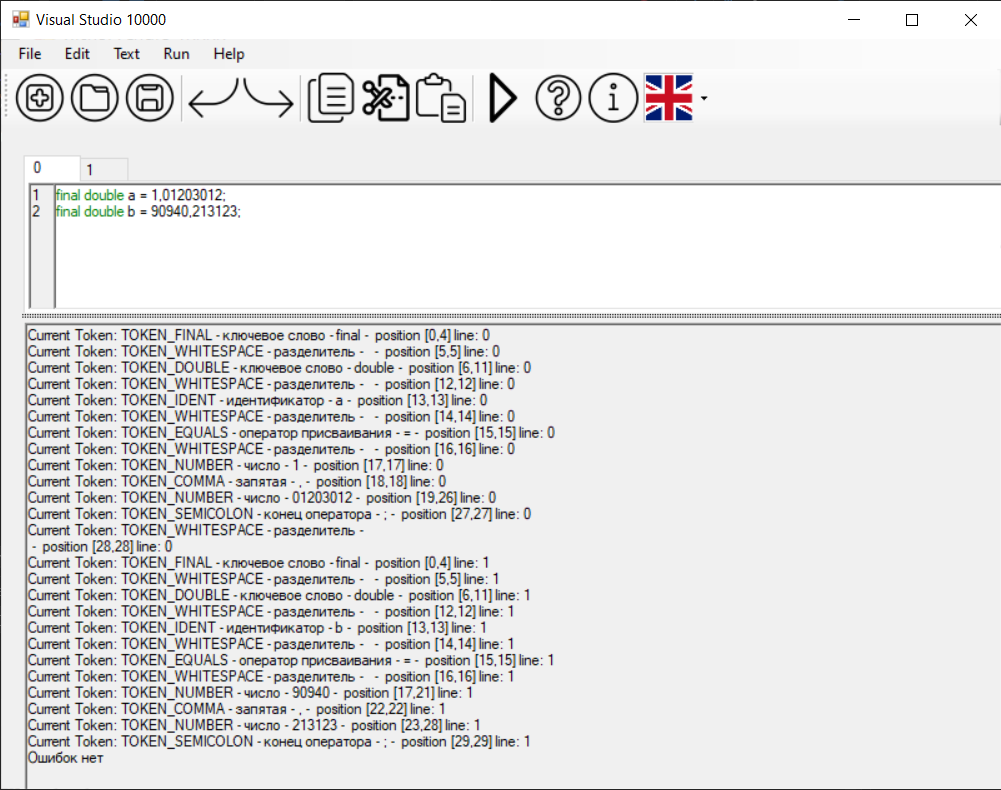 Visual Studio 10000
File Edit Text Run Help
0 1
1 final double a = 1,01203012;
2 final double b = 90940,213123;
Current Token: TOKEN_FINAL - ключевое слово - final - position [0,4] line: 0
Current Token: TOKEN_WHITESPACE - разделитель - - position [5,5] line: 0
Current Token: TOKEN_DOUBLE - ключевое слово - double - position [6,11] line: 0
Current Token: TOKEN_WHITESPACE - разделитель - - position [12,12] line: 0
Current Token: TOKEN_IDENT - идентификатор - a - position [13,13] line: 0
Current Token: TOKEN_WHITESPACE - разделитель - - position [14,14] line: 0
Current Token: TOKEN_EQUALS - оператор присваивания - = - position [15,15] line: 0
Current Token: TOKEN_WHITESPACE - разделитель - - position [16,16] line: 0
Current Token: TOKEN_NUMBER - число - 1 - position [17,17] line: 0
Current Token: TOKEN_COMMA - запятая - , - position [18,18] line: 0
Current Token: TOKEN_NUMBER - число - 01203012 - position [19,26] line: 0
Current Token: TOKEN_SEMICOLON - конец оператора - ; - position [27,27] line: 0
Current Token: TOKEN_WHITESPACE - разделитель -
- position [28,28] line: 0
Current Token: TOKEN_FINAL - ключевое слово - final - position [0,4] line: 1
Current Token: TOKEN_WHITESPACE - разделитель - - position [5,5] line: 1
Current Token: TOKEN_DOUBLE - ключевое слово - double - position [6,11] line: 1
Current Token: TOKEN_WHITESPACE - разделитель - - position [12,12] line: 1
Current Token: TOKEN_IDENT - идентификатор - b - position [13,13] line: 1
Current Token: TOKEN_WHITESPACE - разделитель - - position [14,14] line: 1
Current Token: TOKEN_EQUALS - оператор присваивания - = - position [15,15] line: 1
Current Token: TOKEN_WHITESPACE - разделитель - - position [16,16] line: 1
Current Token: TOKEN_NUMBER - число - 90940 - position [17,21] line: 1
Current Token: TOKEN_COMMA - запятая - , - position [22,22] line: 1
Current Token: TOKEN_NUMBER - число - 213123 - position [23,28] line: 1
Current Token: TOKEN_SEMICOLON - конец оператора - ; - position [29,29] line: 1
Ошибок нет